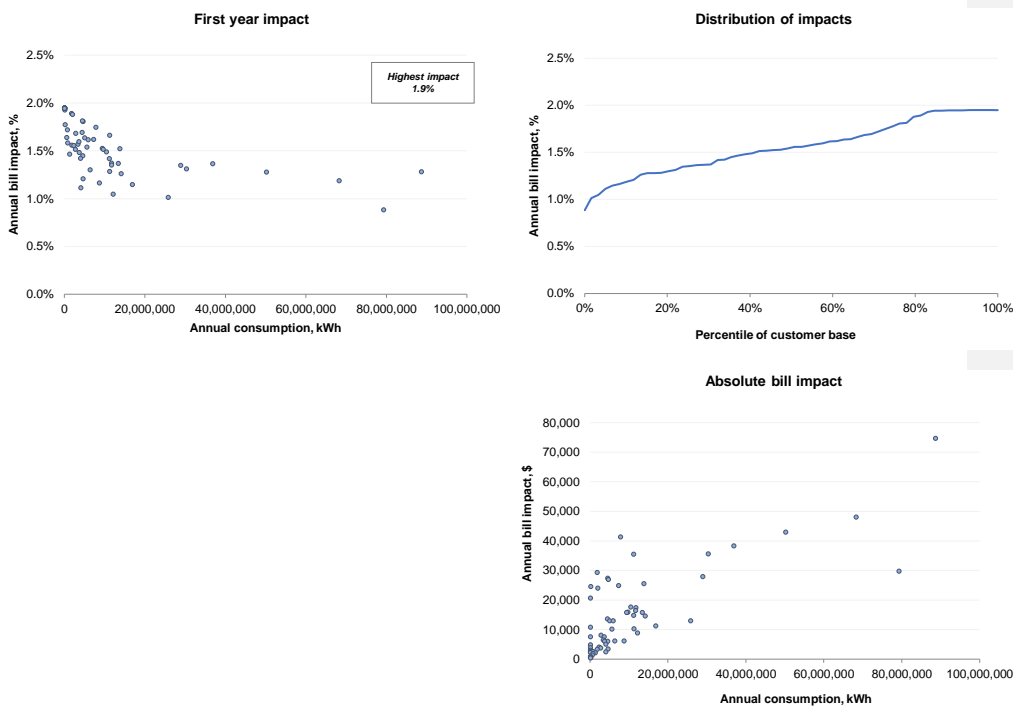 First year impact
2.5%
2.0%
1.5%
1.0%
0.5%
0.0%
Annual bill impact, %
Highest impact
1.9%
0 20,000,000 40,000,000 60,000,000 80,000,000 100,000,000
Annual consumption, kWh
Distribution of impacts
2.5%
2.0%
1.5%
1.0%
0.5%
0.0%
Annual bill impact, %
0% 20% 40% 60% 80% 100%
Percentile of customer base
Absolute bill impact
80,000
70,000
60,000
50,000
40,000
30,000
20,000
10,000
0
Annual bill impact, $
0 20,000,000 40,000,000 60,000,000 80,000,000 100,000,000
Annual consumption, kWh